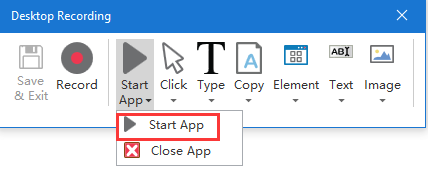 Desktop Recording
Save & Exit
Record
Start App
Click
Type
Copy
Element
Text
Image
Start App
Close App